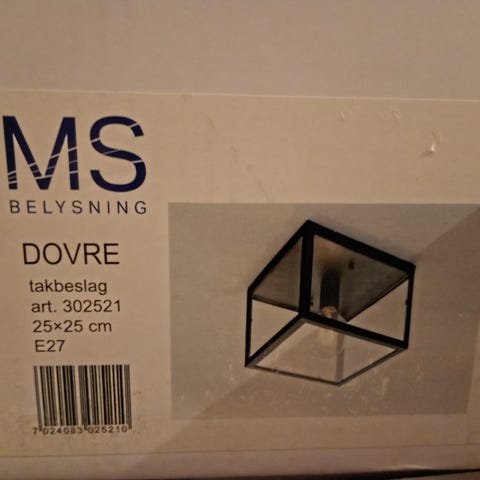 MS
BELYSNING
DOVRE
takbeslag
art. 302521
25×25 cm
E27
7 024083 025210